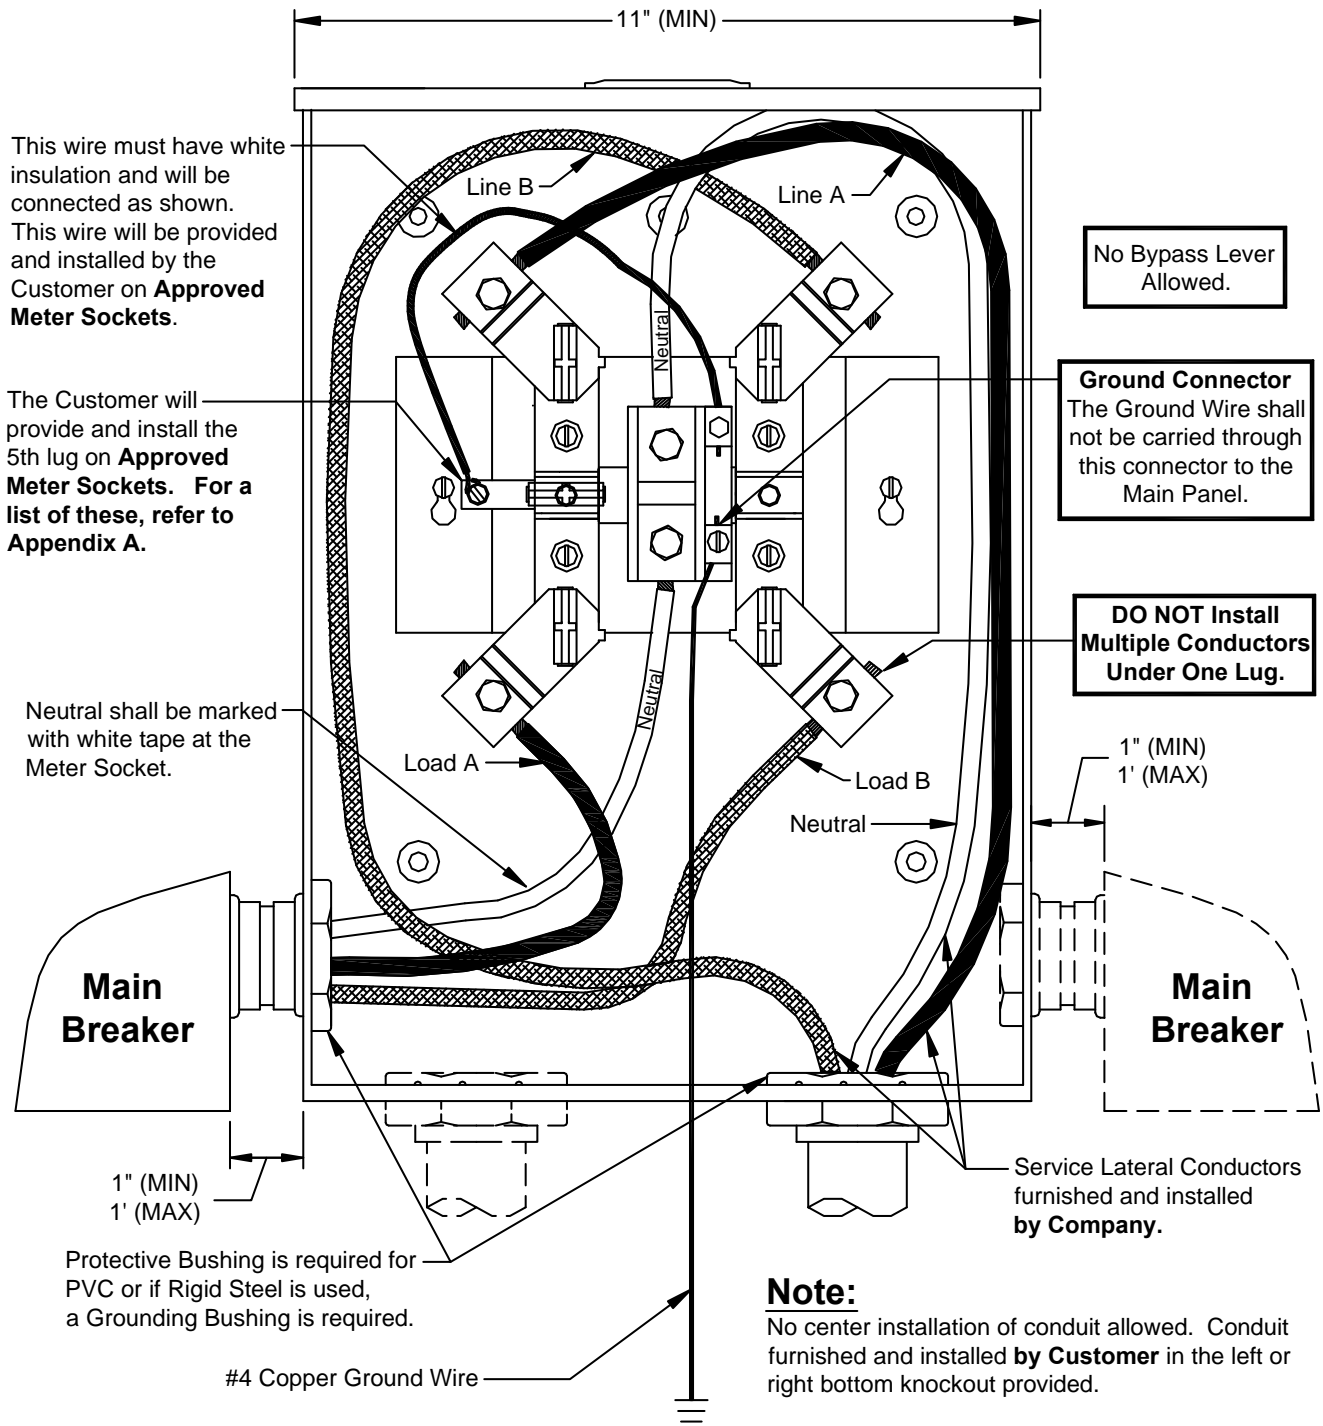 11" (MIN)
This wire must have white
insulation and will be
connected as shown.
This wire will be provided
and installed by the
Customer on Approved
Meter Sockets.
Line B
Line A
No Bypass Lever
Allowed.
Neutral
The Customer will
provide and install the
5th lug on Approved
Meter Sockets. For a
list of these, refer to
Appendix A.
Ground Connector
The Ground Wire shall
not be carried through
this connector to the
Main Panel.
DO NOT Install
Multiple Conductors
Under One Lug.
Neutral
Neutral shall be marked
with white tape at the
Meter Socket.
Load A
Load B
Neutral
1" (MIN)
1' (MAX)
Main
Breaker
Main
Breaker
1" (MIN)
1' (MAX)
Service Lateral Conductors
furnished and installed
by Company.
Protective Bushing is required for
PVC or if Rigid Steel is used,
a Grounding Bushing is required.
#4 Copper Ground Wire
Note:
No center installation of conduit allowed. Conduit
furnished and installed by Customer in the left or
right bottom knockout provided.